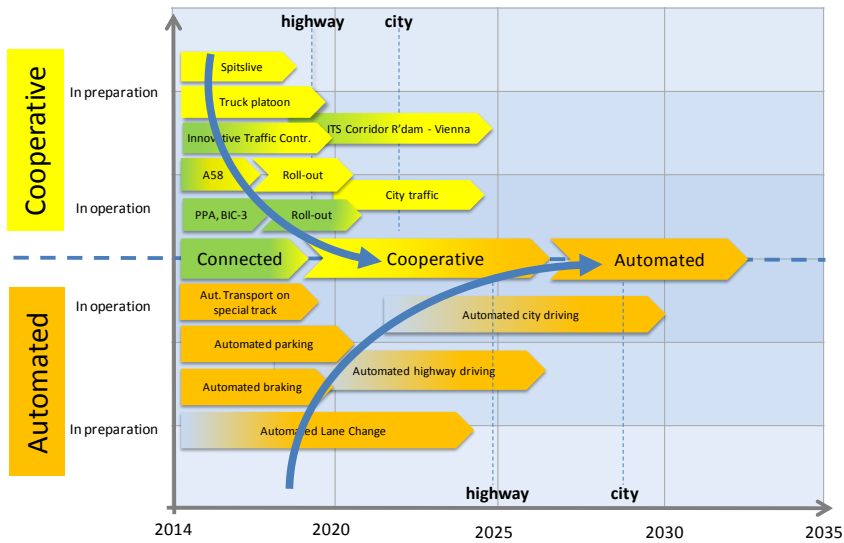 highway
city
Cooperative
In preparation
Spitslive
Truck platoon
Innovative Traffic Contr.
ITS Corridor R'dam - Vienna
A58
Roll-out
City traffic
In operation
PPA, BIC-3
Roll-out
Connected
Cooperative
Automated
Automated
In operation
Aut. Transport on
special track
Automated city driving
Automated parking
Automated highway driving
Automated braking
In preparation
Automated Lane Change
highway
city
2014
2020
2025
2030
2035